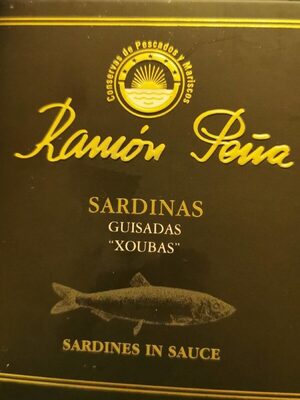 Conservas de Pescados y Mariscos
Ramón Peña
SARDINAS
GUISADAS
"XOUBAS"
SARDINES IN SAUCE